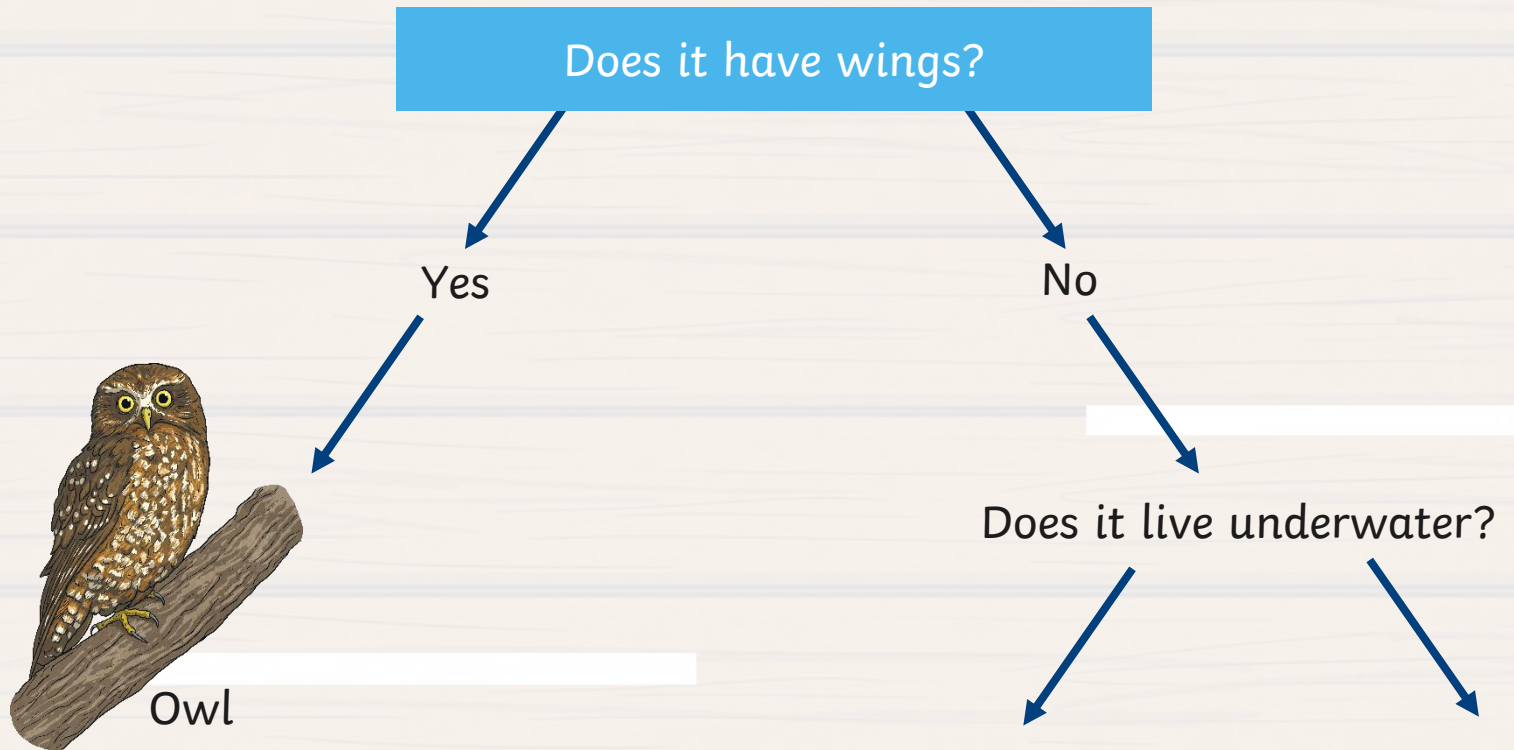 Does it have wings?
Yes
No
Does it live underwater?
Owl